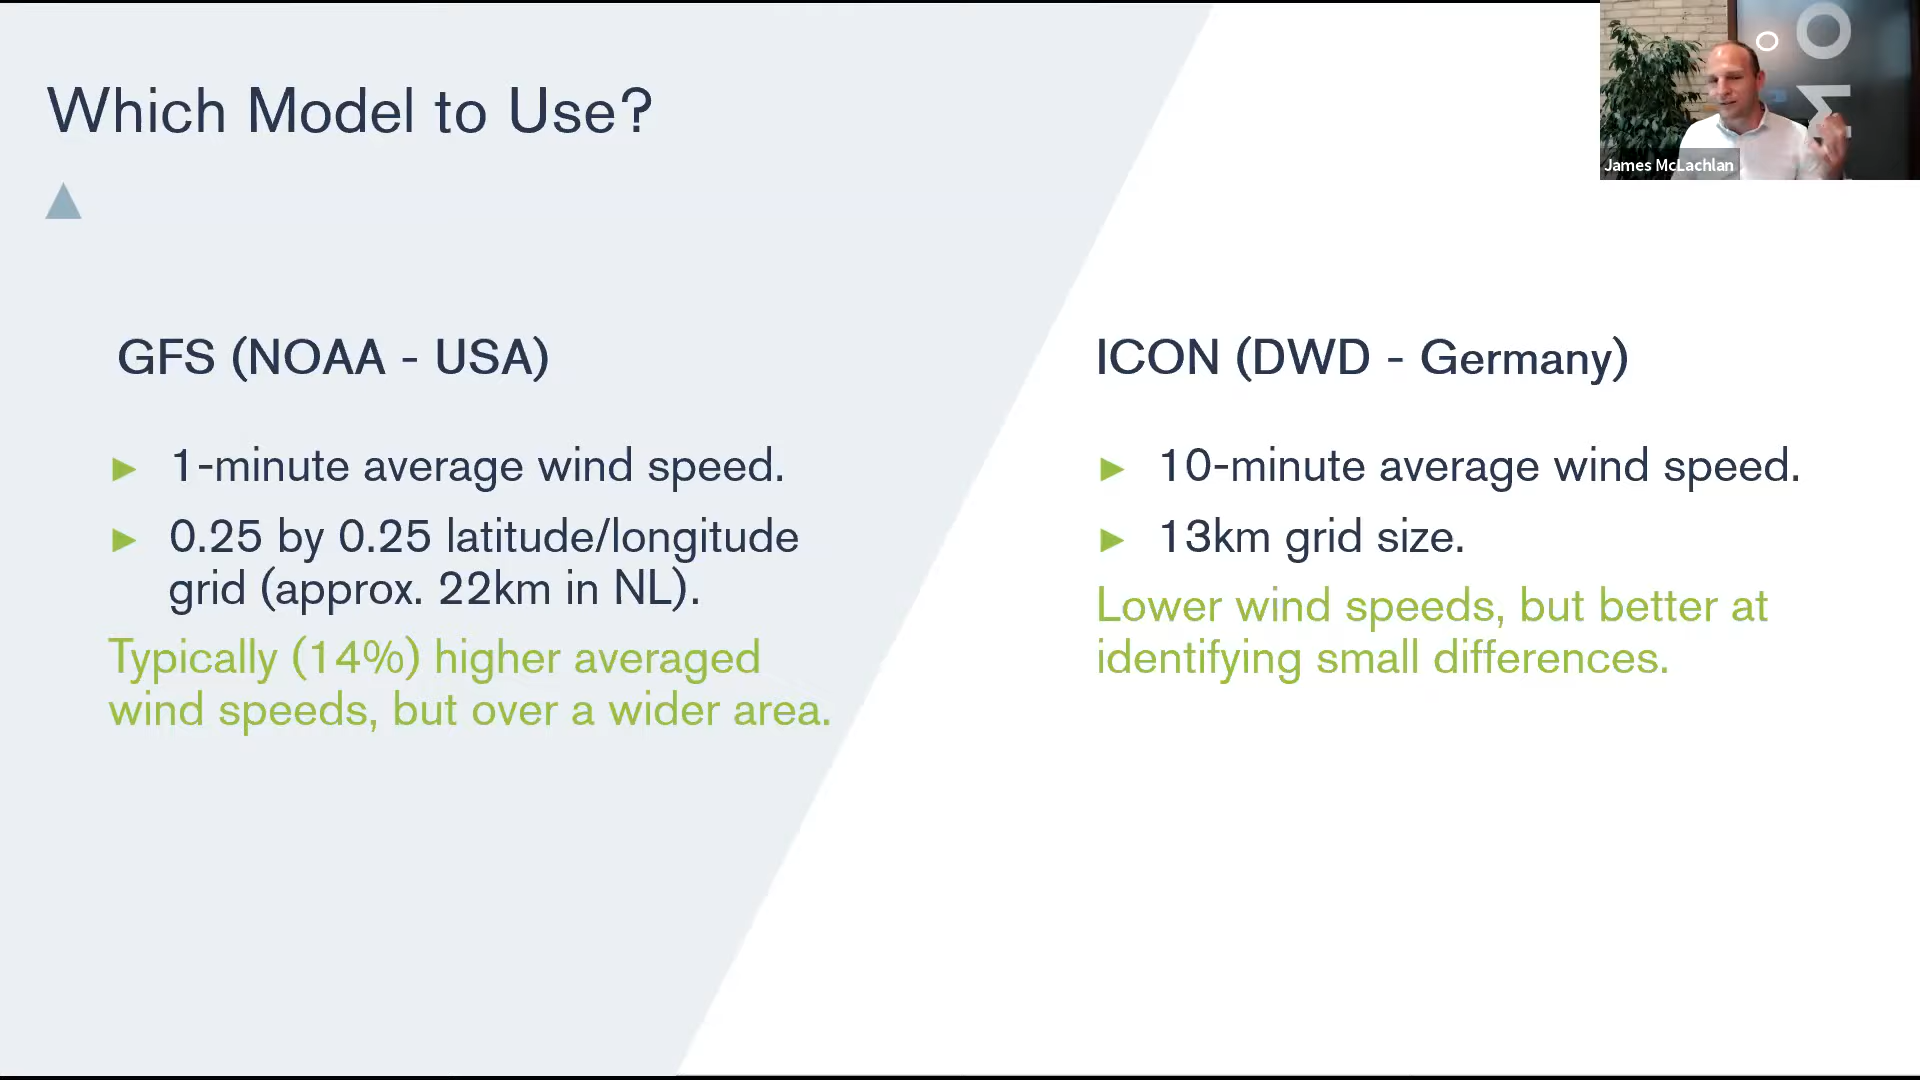 Which Model to Use?
GFS (NOAA - USA)
1-minute average wind speed.
0.25 by 0.25 latitude/longitude
grid (approx. 22km in NL).
Typically (14%) higher averaged
wind speeds, but over a wider area.
ICON (DWD - Germany)
10-minute average wind speed.
13km grid size.
Lower wind speeds, but better at
identifying small differences.
James McLachlan